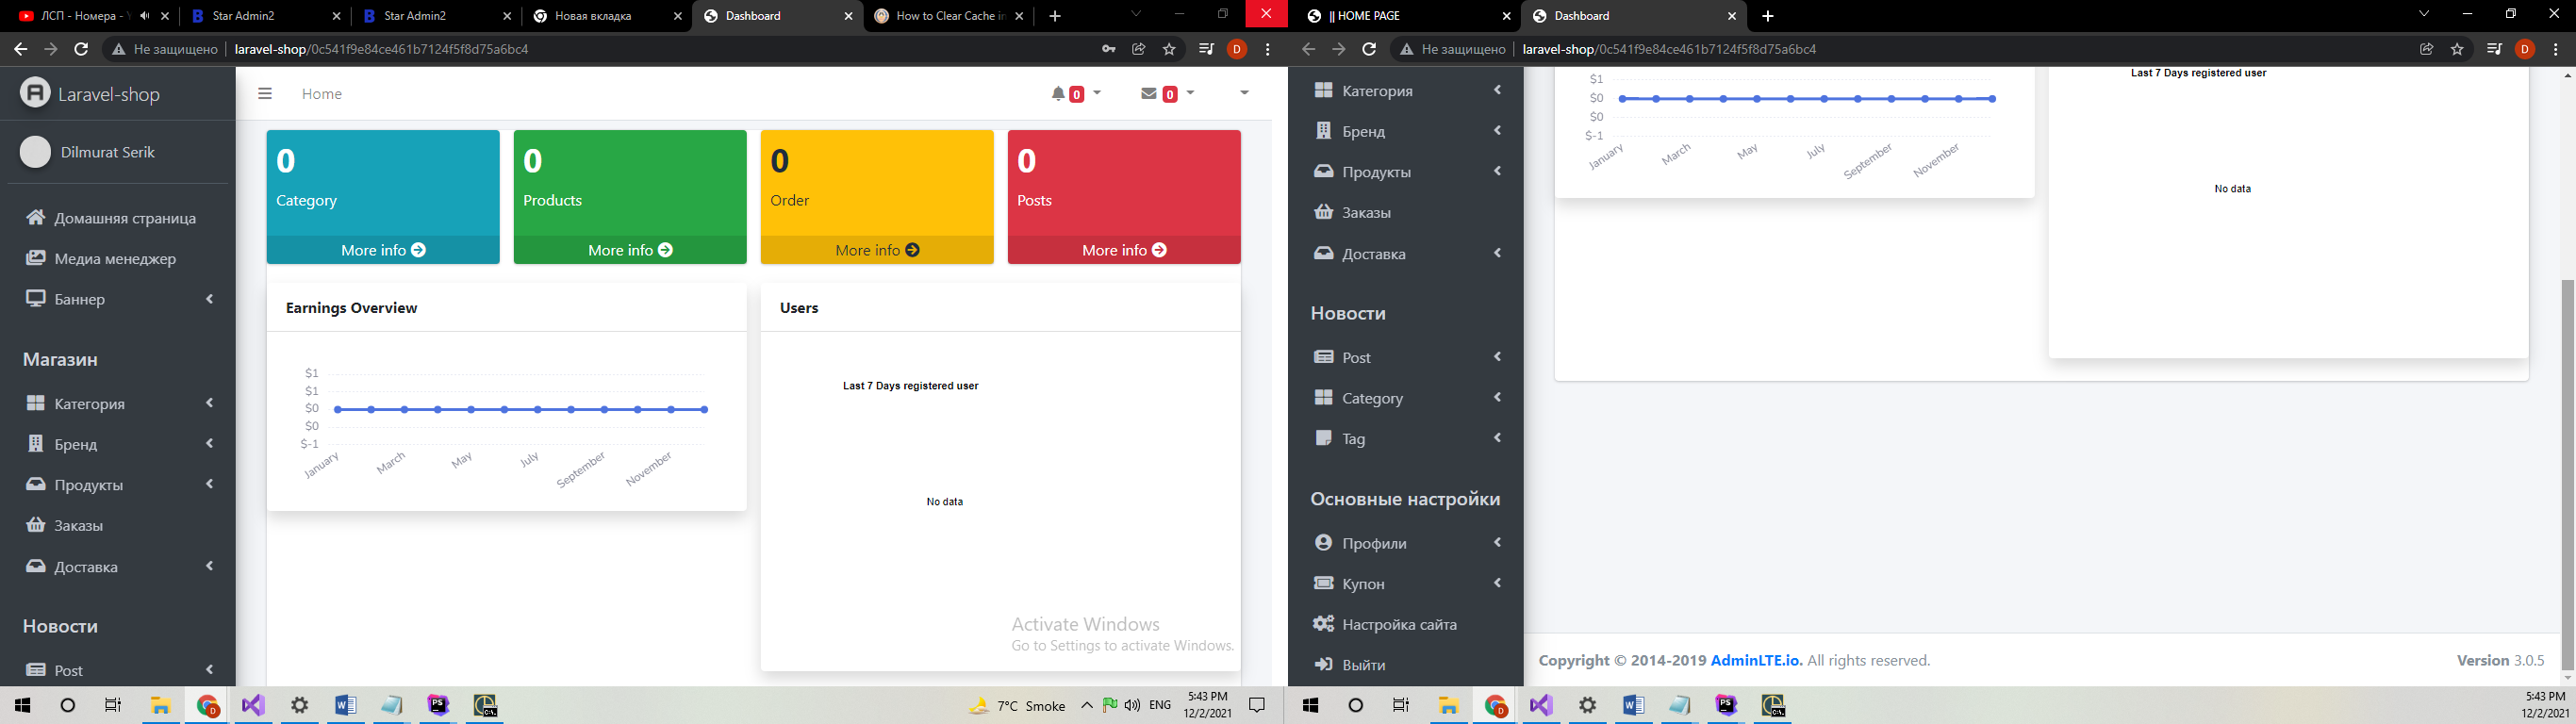 ЛСП - Номера - Y
Star Admin2
Star Admin2
Новая вкладка
Dashboard
How to Clear Cache in
Не защищено
laravel-shop/0c541f9e84ce461b7124f5f8d75a6bc4
D
Laravel-shop
Dilmurat Serik
Домашняя страница
Медиа менеджер
Баннер
Магазин
Категория
Бренд
Продукты
Заказы
Доставка
Новости
Post
Home
0
0
0
Category
More info
0
Products
More info
0
Order
More info
0
Posts
More info
Earnings Overview
$1
$1
$0
$0
$-1
January
March
May
July
September
November
Users
Last 7 Days registered user
No data
Activate Windows
Go to Settings to activate Windows.
7°C Smoke
ENG
5:43 PM
12/2/2021
|| HOME PAGE
Dashboard
Не защищено
laravel-shop/0c541f9e84ce461b7124f5f8d75a6bc4
D
Категория
Бренд
Продукты
Заказы
Доставка
Новости
Post
Category
Tag
Основные настройки
Профили
Купон
Настройка сайта
Выйти
$1
$0
$0
$-1
January
March
May
July
September
November
Last 7 Days registered user
No data
Copyright © 2014-2019 AdminLTE.io. All rights reserved.
Version 3.0.5
5:43 PM
12/2/2021